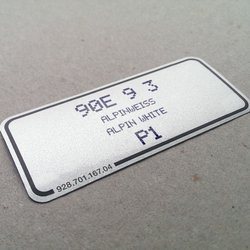 90E 9 3
ALPINWEISS
ALPIN WHITE
P1
928.701.167.04